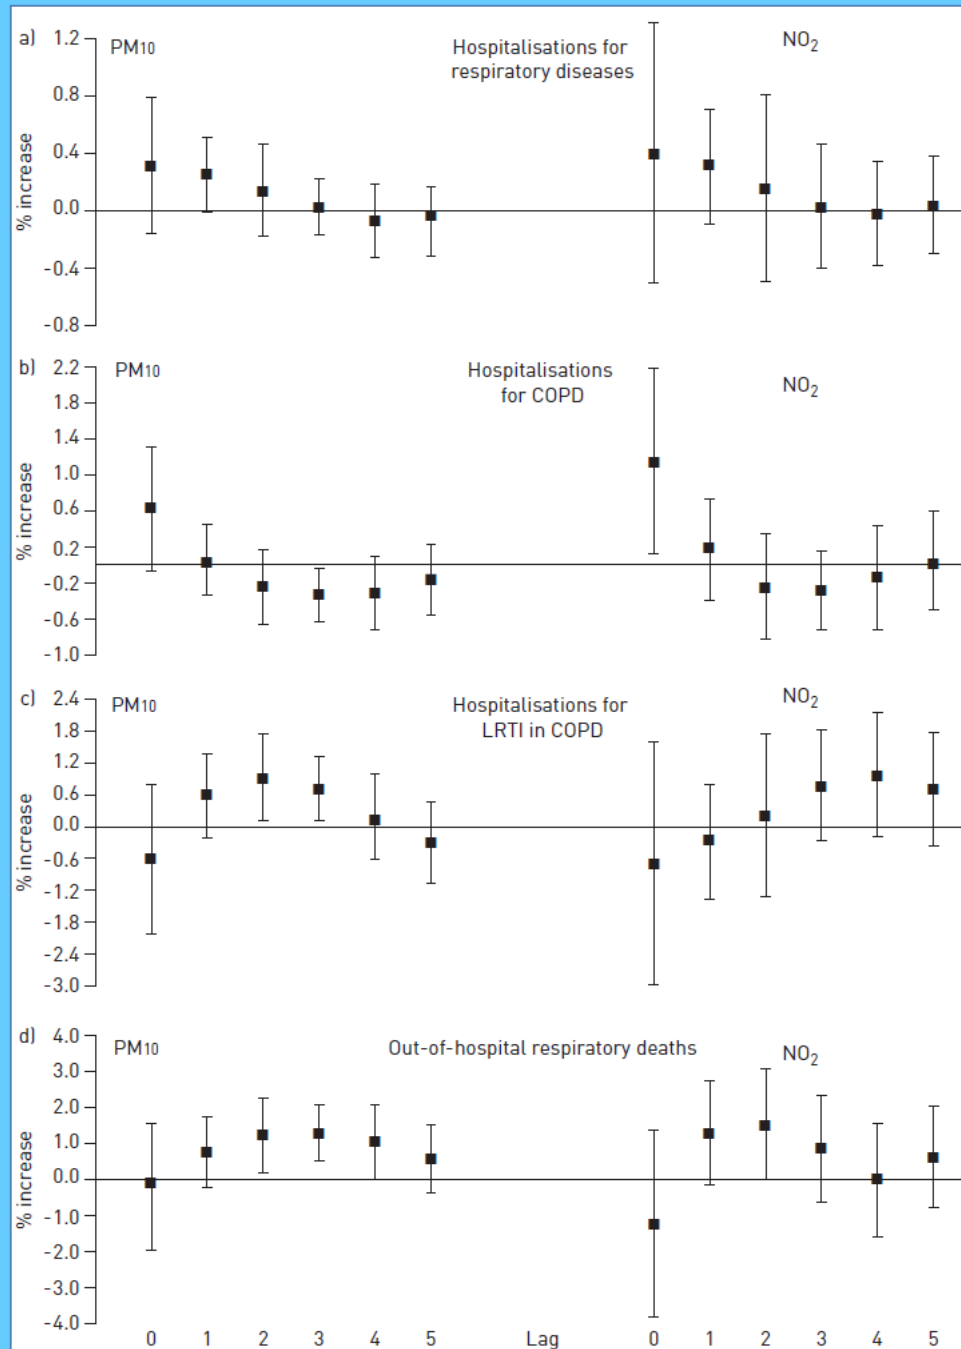 a)
PM10
Hospitalisations for
respiratory diseases
NO2
% increase
1.2
0.8
0.4
0.0
-0.4
-0.8
b)
PM10
Hospitalisations
for COPD
NO2
% increase
2.2
1.8
1.4
1.0
0.6
0.2
-0.2
-0.6
-1.0
c)
PM10
Hospitalisations for
LRTI in COPD
NO2
% increase
2.4
1.8
1.2
0.6
0.0
-0.6
-1.2
-1.8
-2.4
-3.0
d)
PM10
Out-of-hospital respiratory deaths
NO2
% increase
4.0
3.0
2.0
1.0
0.0
-1.0
-2.0
-3.0
-4.0
0 1 2 3 4 5 Lag 0 1 2 3 4 5